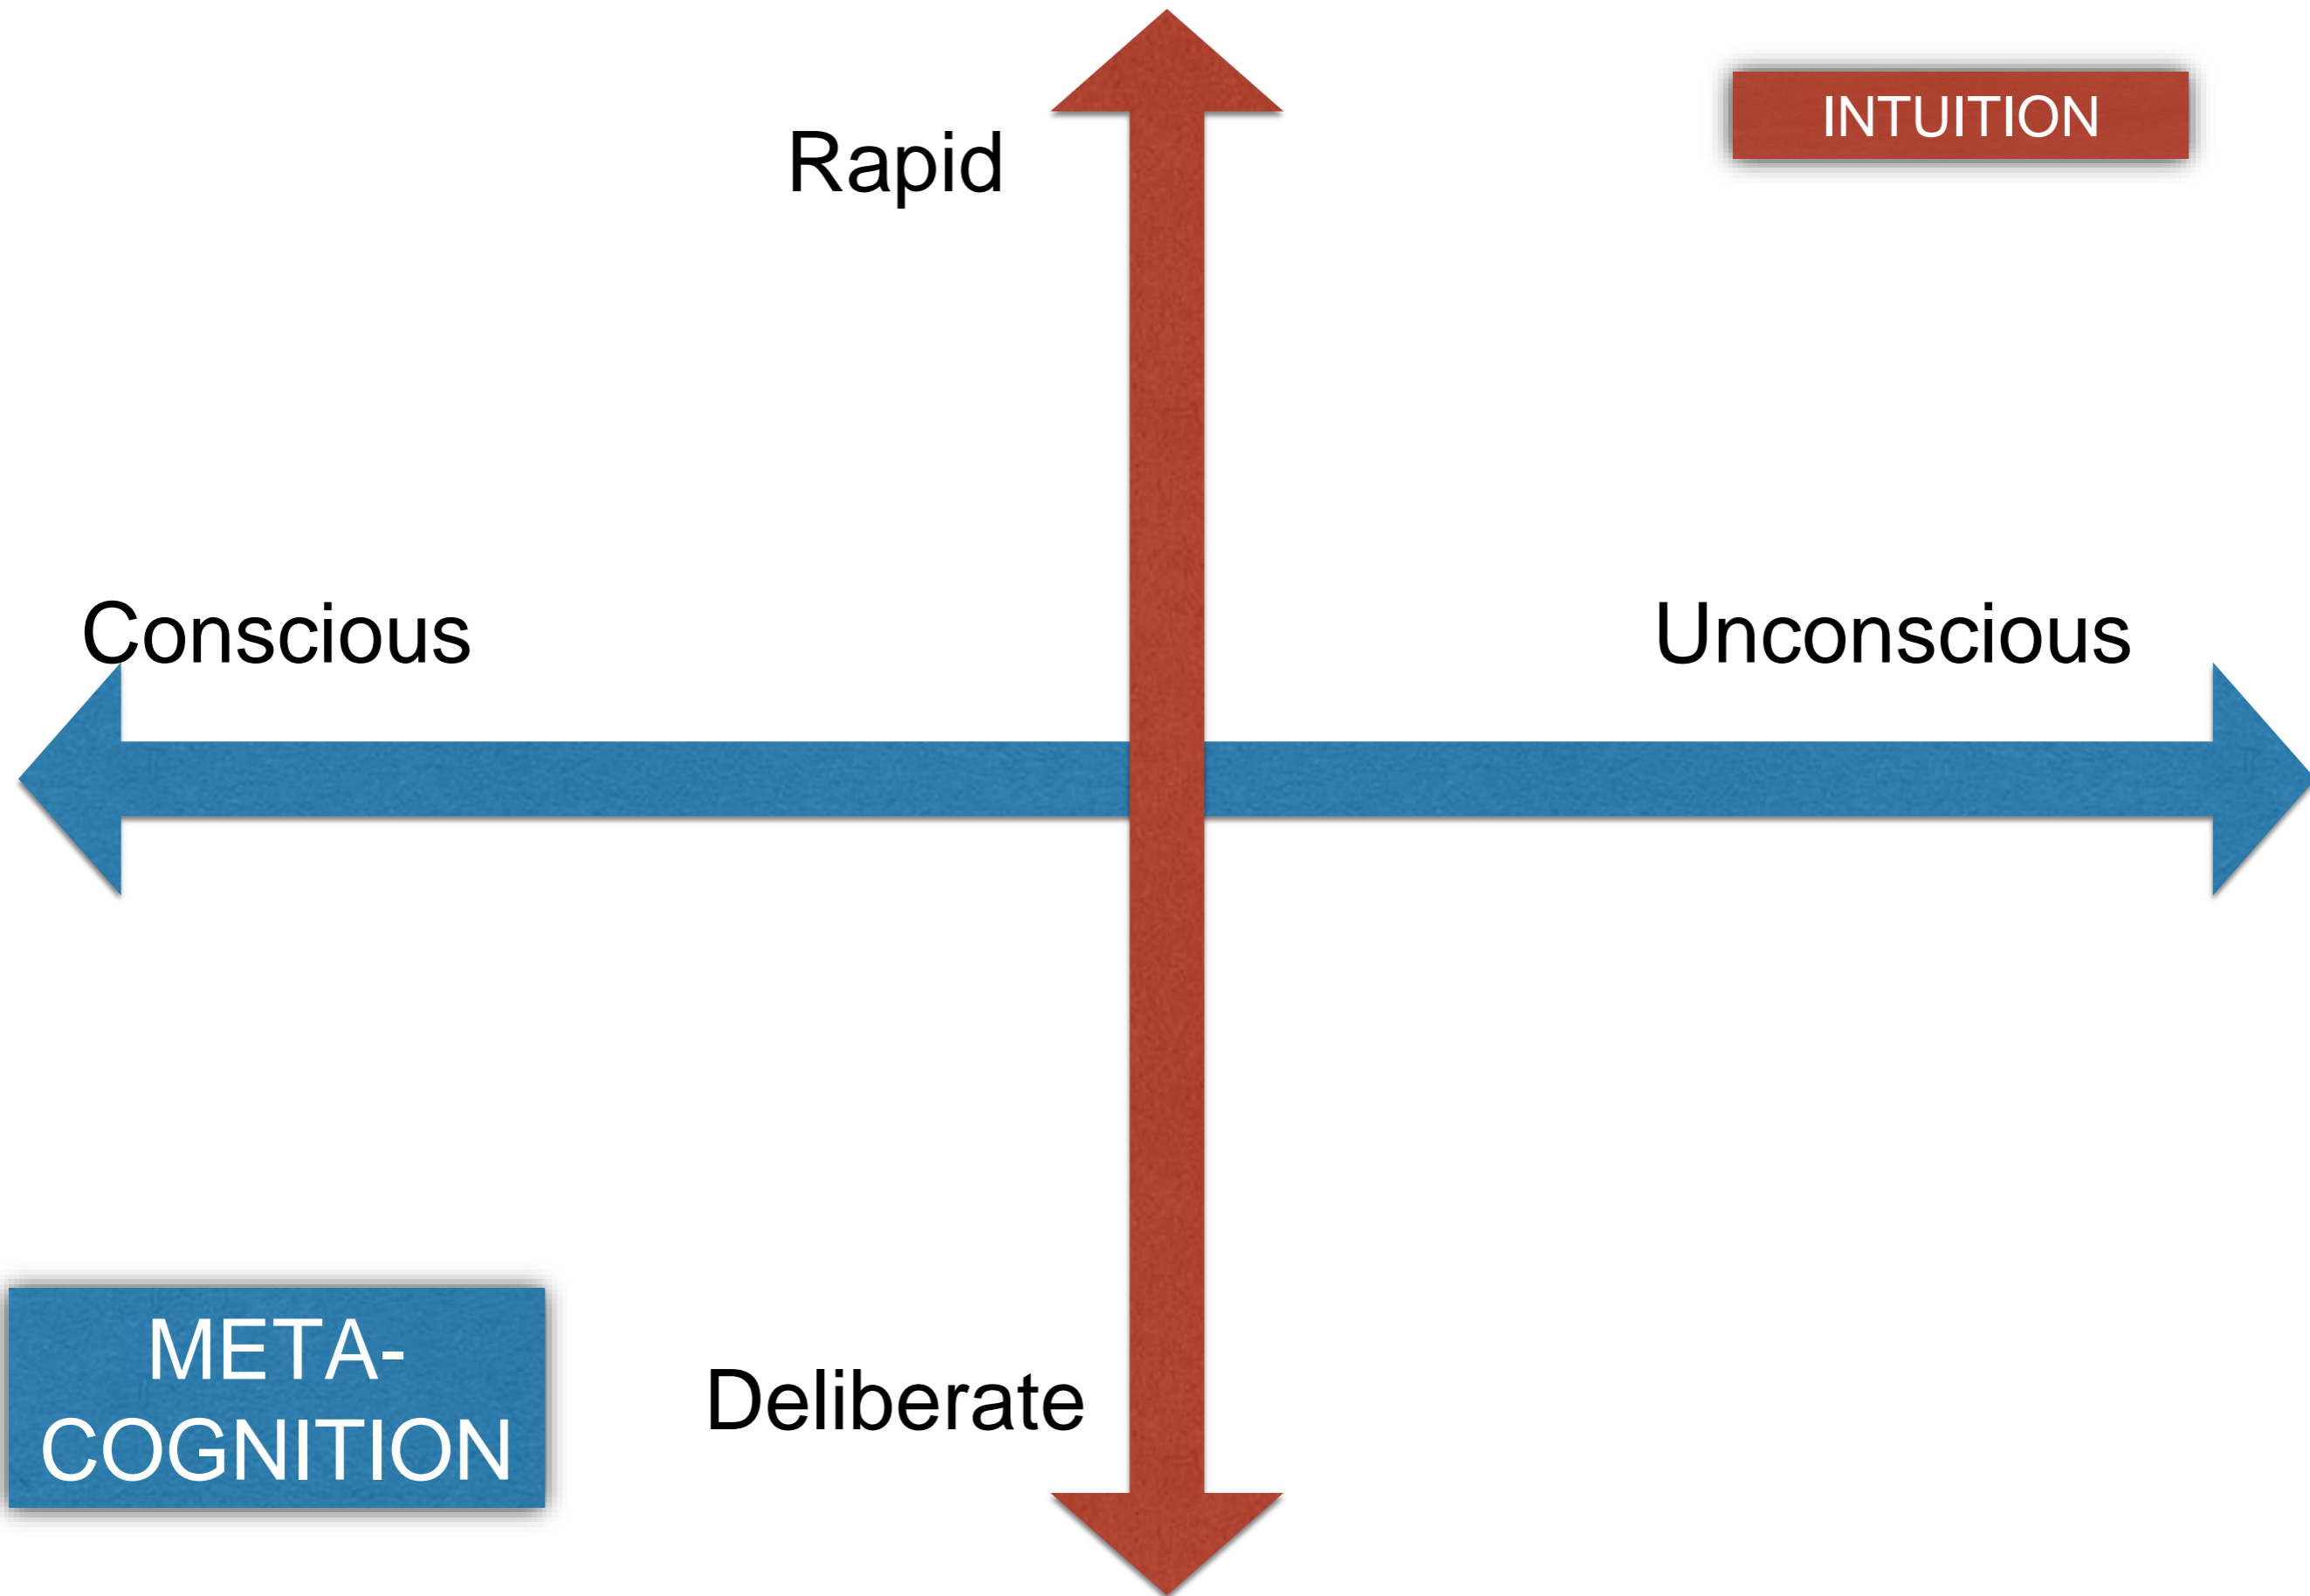 INTUITION
Rapid
Conscious
Unconscious
META-
COGNITION
Deliberate